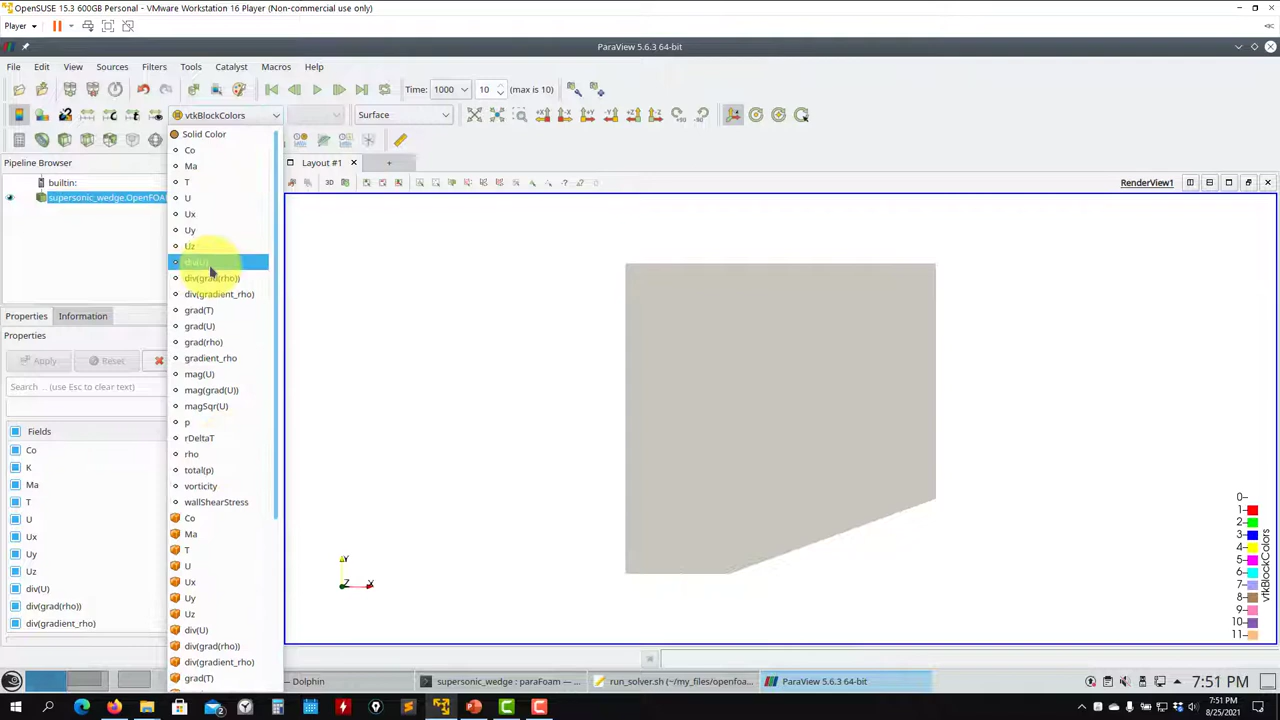 OpenSUSE 15.3 600GB Personal - VMware Workstation 16 Player (Non-commercial use only)
Player
ParaView 5.6.3 64-bit
File Edit View Sources Filters Tools Catalyst Macros Help
Time: 1000 10 (max is 10)
vtkBlockColors Surface
Pipeline Browser
Layout #1
+
3D
RenderView1
builtin:
supersonic_wedge.OpenFOA
Solid Color
Co
Ma
T
U
Ux
Uy
Uz
div(U)
div(grad(rho))
div(gradient_rho)
grad(T)
grad(U)
grad(rho)
gradient_rho
mag(U)
mag(grad(U))
magSqr(U)
p
rDeltaT
rho
total(p)
vorticity
wallShearStress
Co
Ma
T
U
Ux
Uy
Uz
div(U)
div(grad(rho))
div(gradient_rho)
grad(T)
Properties Information
Properties
Apply Reset
Search ... (use Esc to clear text)
Fields
Co
K
Ma
T
U
Ux
Uy
Uz
div(U)
div(grad(rho))
div(gradient_rho)
Y
Z X
0
1
2
3
4
5
6
7
8
9
10
11
vtkBlockColors
Dolphin
supersonic_wedge : paraFoam — ...
run_solver.sh (~/my_files/openfoa...
ParaView 5.6.3 64-bit
7:51 PM
7:51 PM
8/25/2021